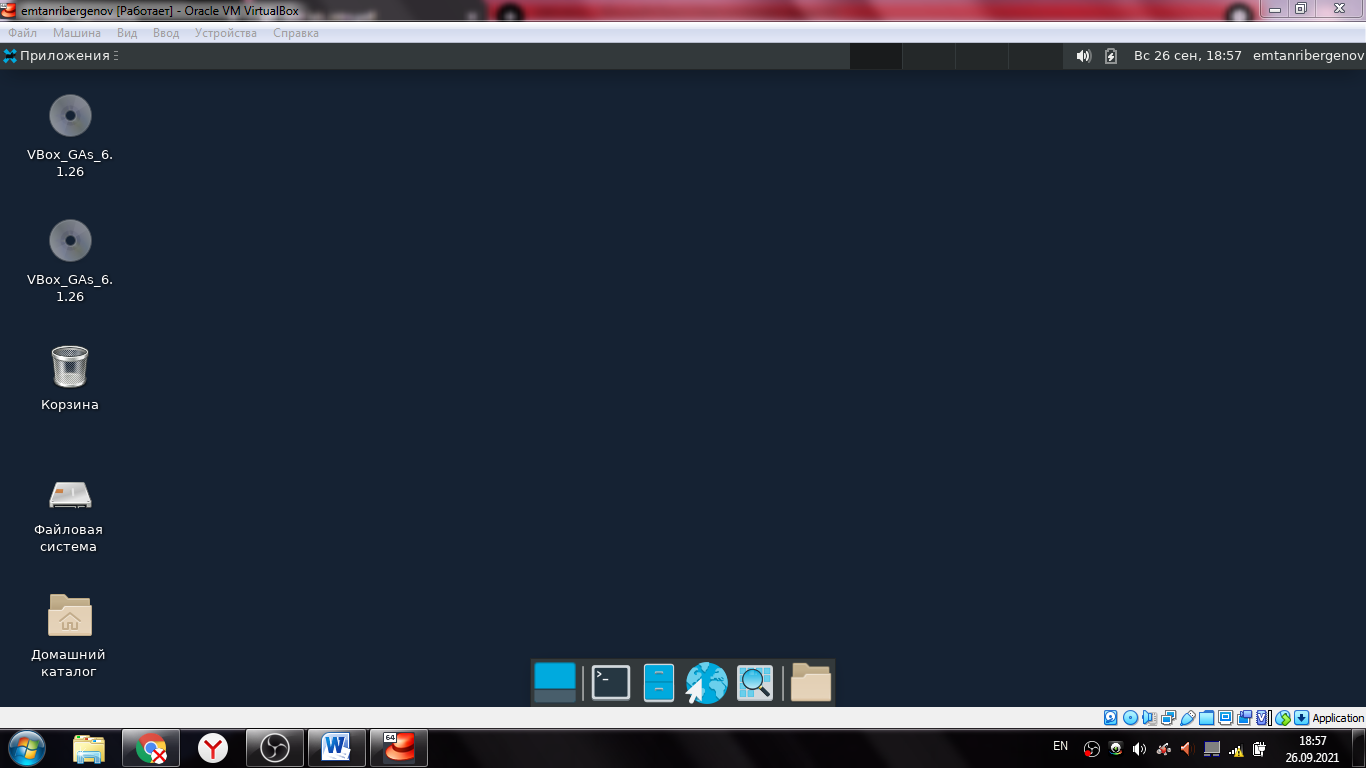 emtanribergenov [Работает] - Oracle VM VirtualBox
Файл Машина Вид Ввод Устройства Справка
Приложения
Вс 26 сен, 18:57 emtanribergenov
VBox_GAs_6.
1.26
VBox_GAs_6.
1.26
Корзина
Файловая
система
Домашний
каталог
Application
EN
18:57
26.09.2021